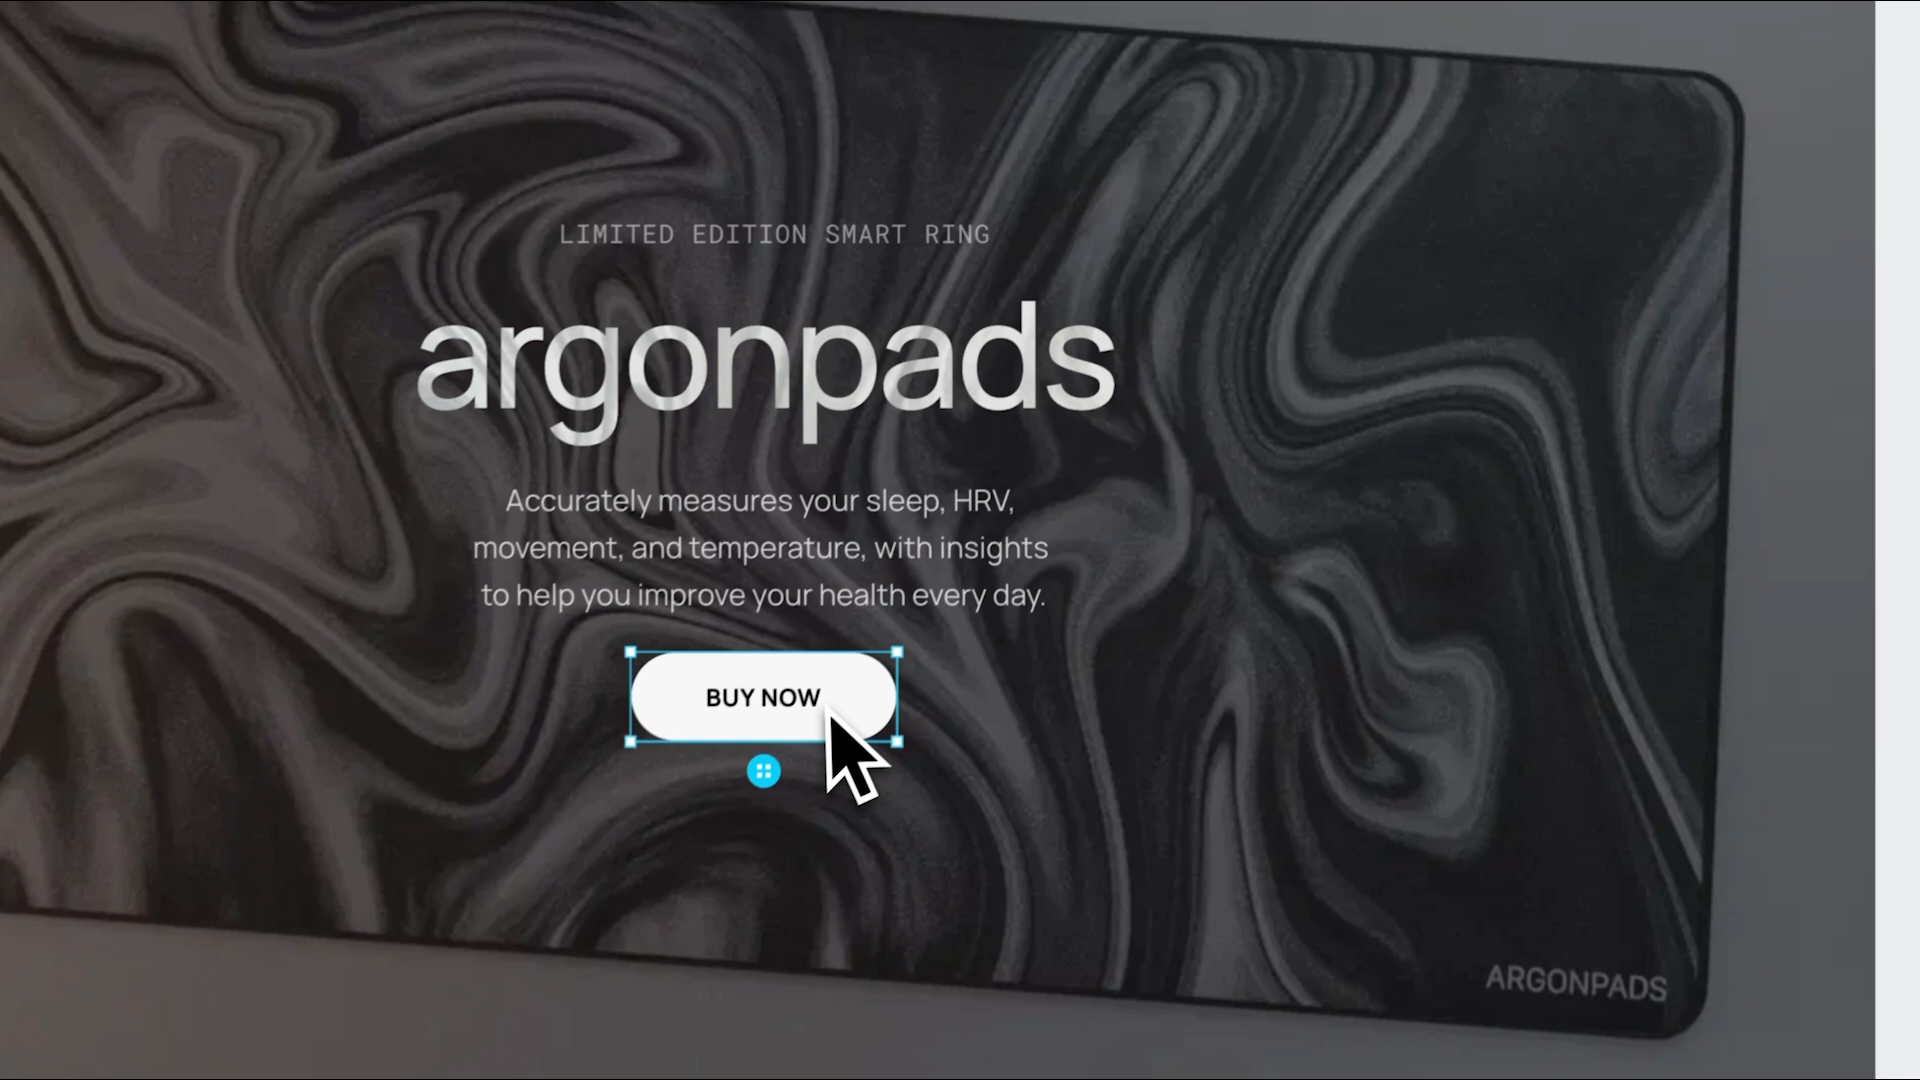 LIMITED EDITION SMART RING
argonpads
Accurately measures your sleep, HRV,
movement, and temperature, with insights
to help you improve your health every day.
BUY NOW
ARGONPADS